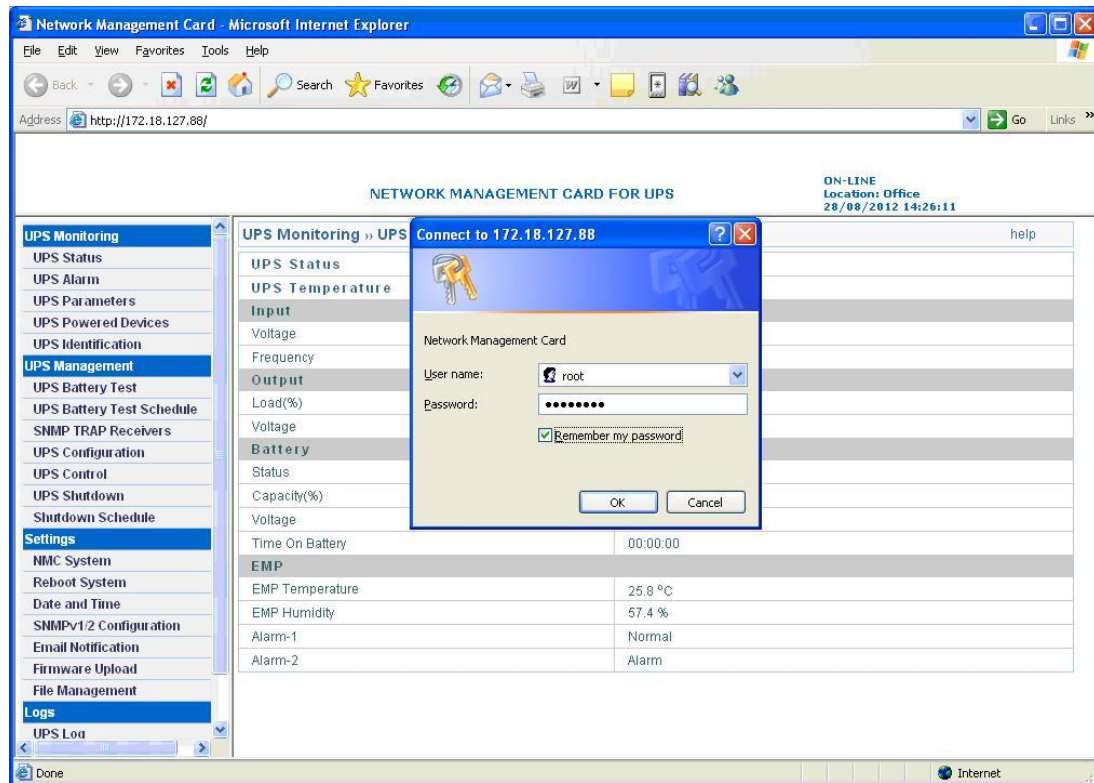 Network Management Card - Microsoft Internet Explorer
File Edit View Favorites Tools Help
Back Search Favorites
Address http://172.18.127.88/ Go Links »
NETWORK MANAGEMENT CARD FOR UPS
ON-LINE
Location: Office
28/08/2012 14:26:11
UPS Monitoring
UPS Status
UPS Alarm
UPS Parameters
UPS Powered Devices
UPS Identification
UPS Management
UPS Battery Test
UPS Battery Test Schedule
SNMP TRAP Receivers
UPS Configuration
UPS Control
UPS Shutdown
Shutdown Schedule
Settings
NMC System
Reboot System
Date and Time
SNMPv1/2 Configuration
Email Notification
Firmware Upload
File Management
Logs
UPS Log
UPS Monitoring » UPS
help
UPS Status
UPS Temperature
Input
Voltage
Frequency
Output
Load(%)
Voltage
Battery
Status
Capacity(%)
Voltage
Time On Battery 00:00:00
EMP
EMP Temperature 25.8 ºC
EMP Humidity 57.4 %
Alarm-1 Normal
Alarm-2 Alarm
Connect to 172.18.127.88
Network Management Card
User name: root
Password: ••••••••
Remember my password
OK Cancel
Done Internet